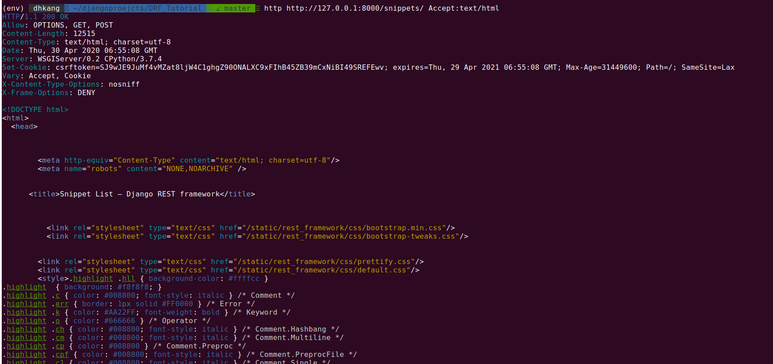 (env) dhkang ~/djangoproejcti/DRF_Tutorial master http http://127.0.0.1:8000/snippets/ Accept:text/html
HTTP/1.1 200 OK
Allow: OPTIONS, GET, POST
Content-Length: 12515
Content-Type: text/html; charset=utf-8
Date: Thu, 30 Apr 2020 06:55:08 GMT
Server: WSGIServer/0.2 CPython/3.7.4
Set-Cookie: expires=Thu, 29 Apr 2021 06:55:08 GMT; Max-Age=31449600; Path=/; SameSite=Lax
Vary: Accept, Cookie
X-Content-Type-Options: nosniff
X-Frame-Options: DENY
<!DOCTYPE html>
<html>
<head>
<meta http-equiv="Content-Type" content="text/html; charset=utf-8"/>
<meta name="robots" content="NONE,NOARCHIVE" />
<title>Snippet List – Django REST framework</title>
<link rel="stylesheet" type="text/css" href="/static/rest_framework/css/bootstrap.min.css"/>
<link rel="stylesheet" type="text/css" href="/static/rest_framework/css/bootstrap-tweaks.css"/>
<link rel="stylesheet" type="text/css" href="/static/rest_framework/css/prettify.css"/>
<link rel="stylesheet" type="text/css" href="/static/rest_framework/css/default.css"/>
<style>.highlight .hll { background-color: #ffffcc }
.highlight { background: #f8f8f8; }
.highlight .c { color: #008800; font-style: italic } /* Comment */
.highlight .err { border: 1px solid #FF0000 } /* Error */
.highlight .k { color: #AA22FF; font-weight: bold } /* Keyword */
.highlight .o { color: #666666 } /* Operator */
.highlight .ch { color: #008800; font-style: italic } /* Comment.Hashbang */
.highlight .cm { color: #008800; font-style: italic } /* Comment.Multiline */
.highlight .cp { color: #008800 } /* Comment.Preproc */
.highlight .cpf { color: #008800; font-style: italic } /* Comment.PreprocFile */
.highlight .c1 { color: #008800; font-style: italic } /* Comment.Single */